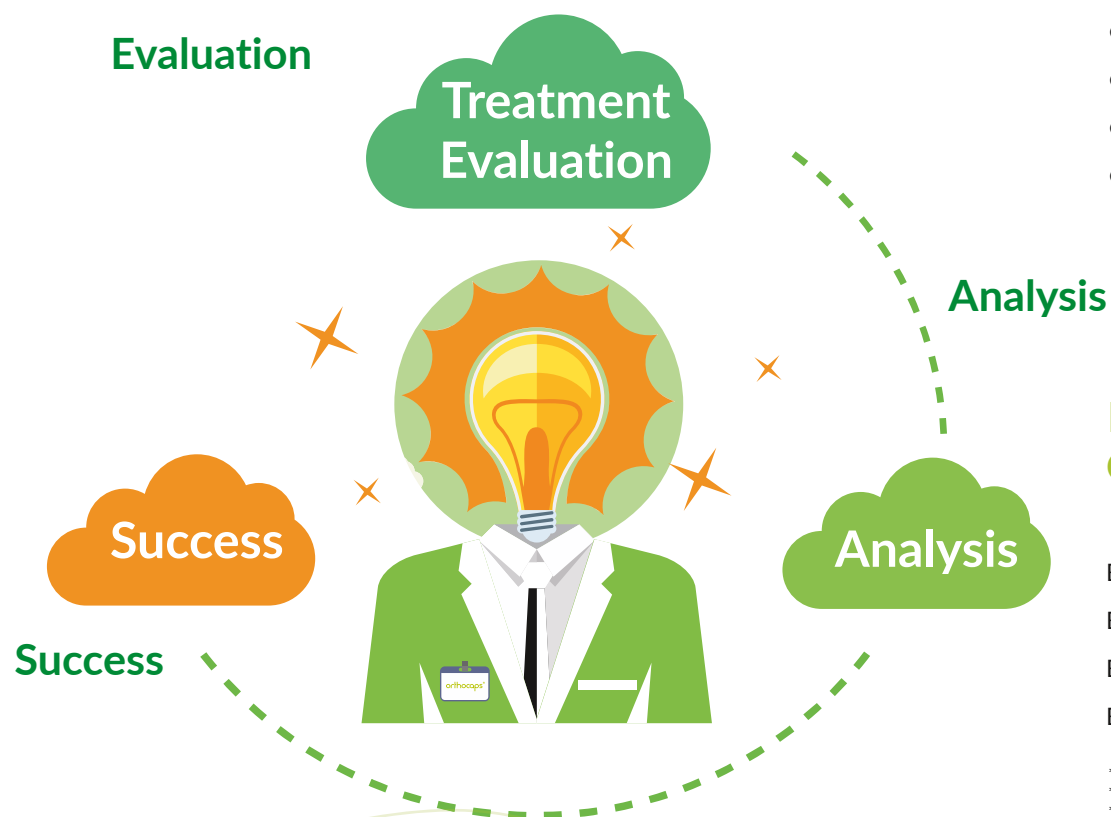 Evaluation
Treatment
Evaluation
Analysis
Success
Analysis
Success
orthocaps®